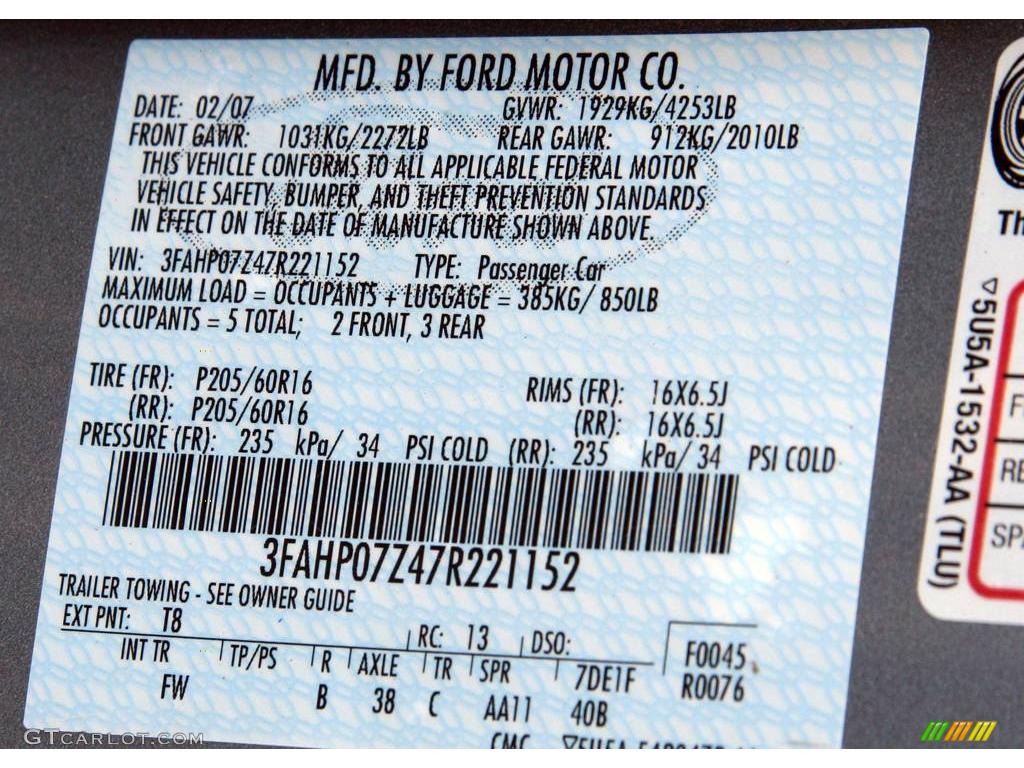 MFD. BY FORD MOTOR CO.
DATE: 02/07 GVWR: 1929KG/4253LB
FRONT GAWR: 1031KG/2272LB REAR GAWR: 912KG/2010LB
THIS VEHICLE CONFORMS TO ALL APPLICABLE FEDERAL MOTOR
VEHICLE SAFETY, BUMPER, AND THEFT PREVENTION STANDARDS
IN EFFECT ON THE DATE OF MANUFACTURE SHOWN ABOVE.
VIN: 3FAHP07Z47R221152 TYPE: Passenger Car
MAXIMUM LOAD = OCCUPANTS + LUGGAGE = 385KG/ 850LB
OCCUPANTS = 5 TOTAL; 2 FRONT, 3 REAR
TIRE (FR): P205/60R16 RIMS (FR): 16X6.5J
(RR): P205/60R16 (RR): 16X6.5J
PRESSURE (FR): 235 kPa/ 34 PSI COLD (RR): 235 kPa/ 34 PSI COLD
3FAHP07Z47R221152
TRAILER TOWING - SEE OWNER GUIDE
EXT PNT: T8 RC: 13 DSO: F0045
INT TR TP/PS R AXLE TR SPR 7DE1F R0076
FW B 38 C AA11 40B
CMC
5U5A-1532-AA (TLU)
GTcarlot.com